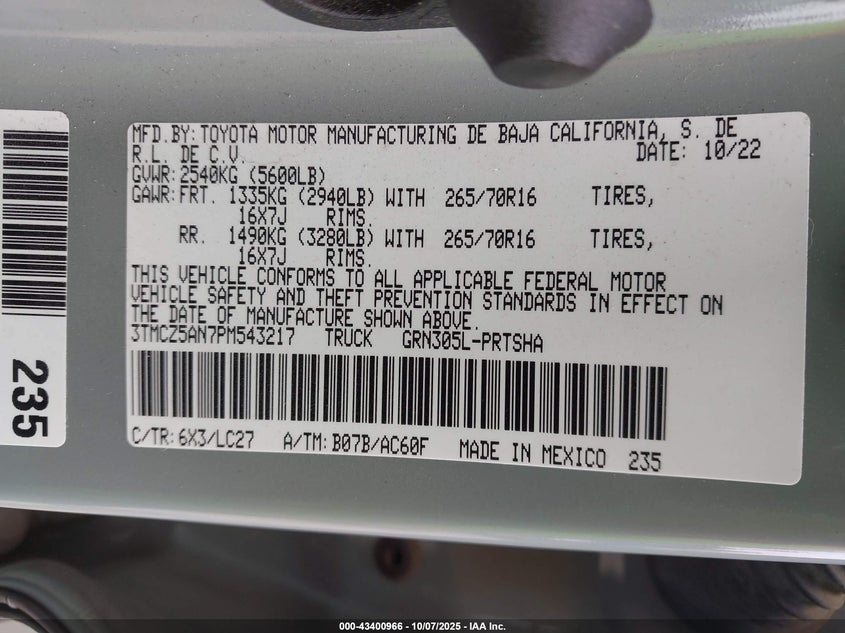 MFD.BY:TOYOTA MOTOR MANUFACTURING DE BAJA CALIFORNIA, S. DE
R.L. DE C.V. DATE: 10/22
GVWR:2540KG (5600LB)
GAWR:FRT. 1335KG (2940LB) WITH 265/70R16 TIRES,
16X7J RIMS.
RR. 1490KG (3280LB) WITH 265/70R16 TIRES,
16X7J RIMS.
THIS VEHICLE CONFORMS TO ALL APPLICABLE FEDERAL MOTOR
VEHICLE SAFETY AND THEFT PREVENTION STANDARDS IN EFFECT ON
THE DATE OF MANUFACTURE SHOWN ABOVE.
3TMCZ5AN7PM543217 TRUCK GRN305L-PRTSHA
C/TR:6X3/LC27 A/TM:B07B/AC60F MADE IN MEXICO 235
235
000-43400966 - 10/07/2025 - IAA Inc.